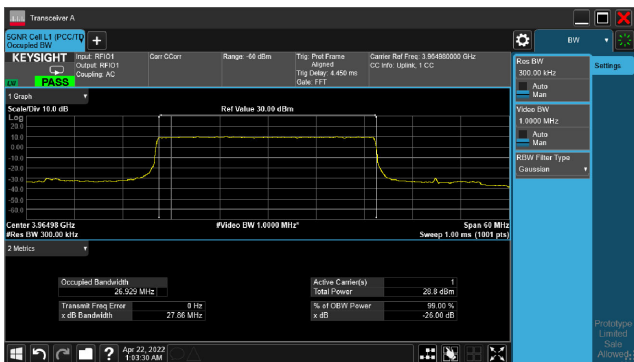 Transceiver A
5GNR Cell L1 (PCC/TD
Occupied BW
BW
KEYSIGHT
Input: RFIO1
Output: RFIO1
Coupling: AC
Corr CCorr
Range: -60 dBm
Trig: Pret Frame
Aligned
Trig Delay: 4.450 ms
Gate: FFT
Carrier Ref Freq: 3.964980000 GHz
CC Info: Uplink, 1 CC
PASS
Res BW
300.00 kHz
Auto
Man
Video BW
1.0000 MHz
Auto
Man
RBW Filter Type
Gaussian
Settings
1 Graph
Scale/Div 10.0 dB
Ref Value 30.00 dBm
Log
20.0
10.0
0.00
-10.0
-20.0
-30.0
-40.0
-50.0
-60.0
Center 3.96498 GHz
#Res BW 300.00 kHz
#Video BW 1.0000 MHz*
Span 60 MHz
Sweep 1.00 ms (1001 pts)
2 Metrics
Occupied Bandwidth
26.929 MHz
Transmit Freq Error 0 Hz
x dB Bandwidth 27.86 MHz
Active Carrier(s) 1
Total Power 28.8 dBm
% of OBW Power 99.00 %
x dB -26.00 dB
Prototype
Limited
Sale
Allowed
?
Apr 22, 2022
1:03:30 AM